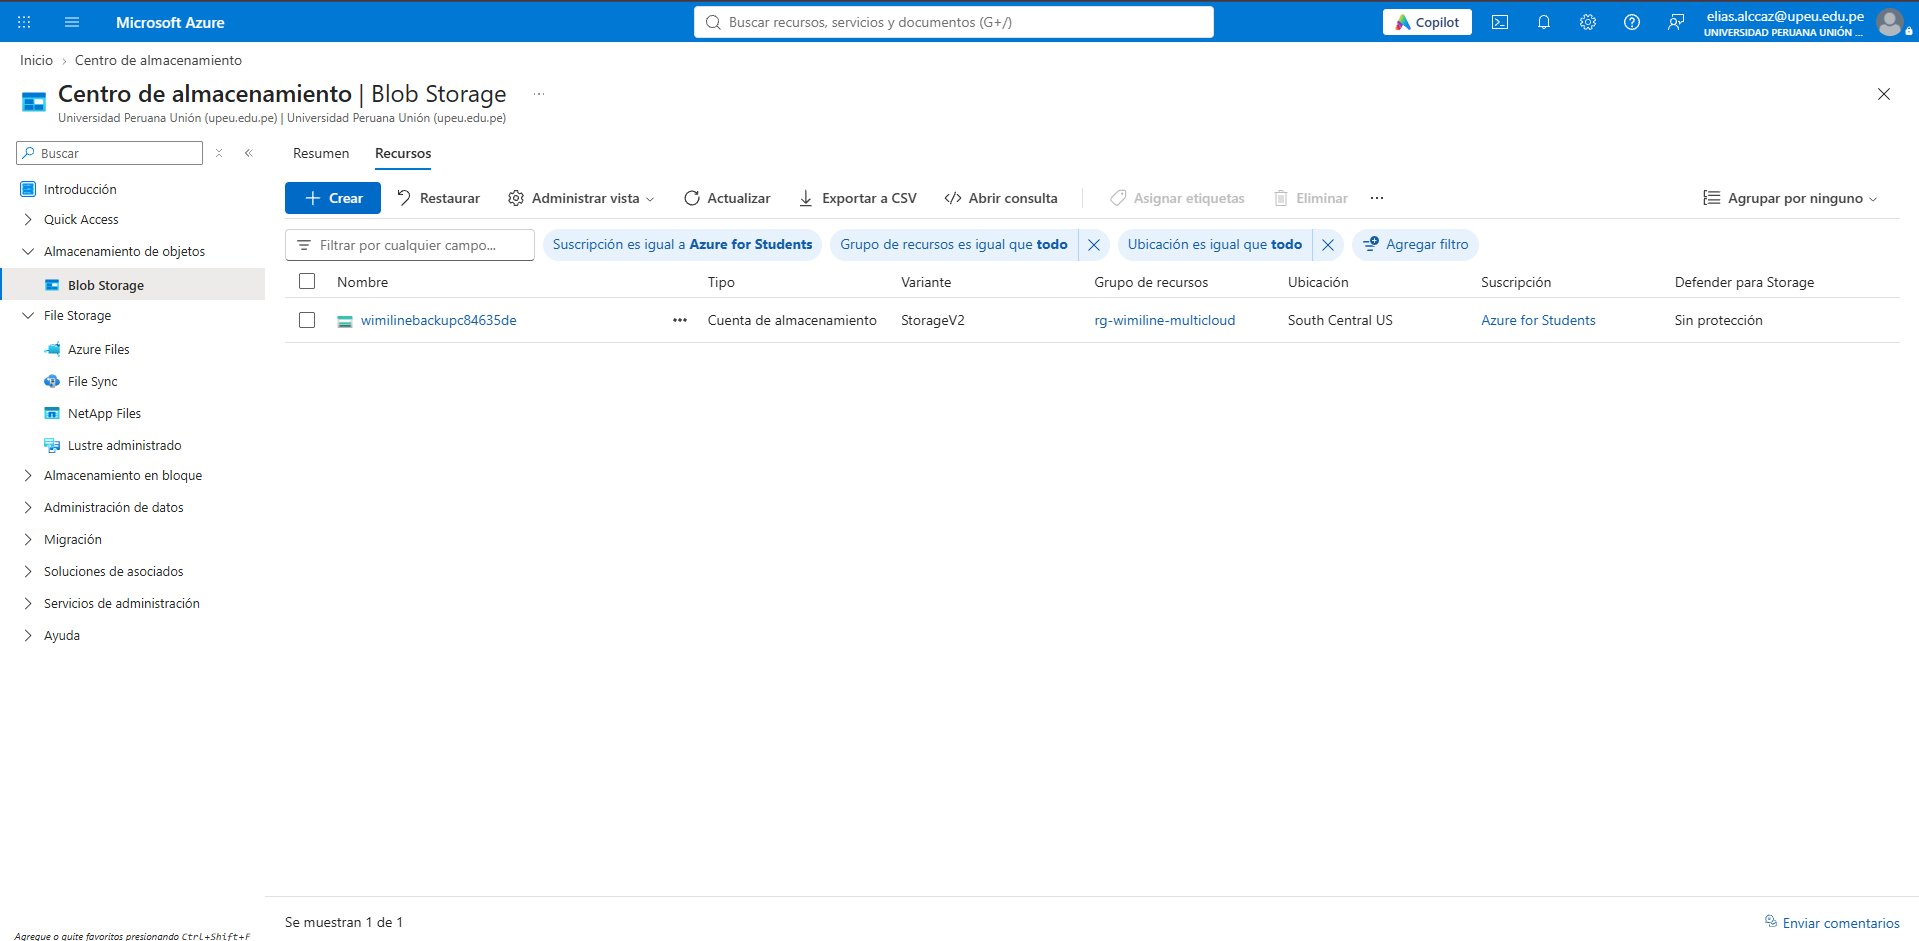 Microsoft Azure
Buscar recursos, servicios y documentos (G+/)
Copilot
elias.alccaz@upeu.edu.pe
UNIVERSIDAD PERUANA UNIÓN ...
Inicio > Centro de almacenamiento
Centro de almacenamiento | Blob Storage ...
Universidad Peruana Unión (upeu.edu.pe) | Universidad Peruana Unión (upeu.edu.pe)
Buscar
Introducción
Quick Access
Almacenamiento de objetos
Blob Storage
File Storage
Azure Files
File Sync
NetApp Files
Lustre administrado
Almacenamiento en bloque
Administración de datos
Migración
Soluciones de asociados
Servicios de administración
Ayuda
Agregue o quite favoritos presionando Ctrl+Shift+F
Resumen Recursos
Crear Restaurar Administrar vista Actualizar Exportar a CSV Abrir consulta Asignar etiquetas Eliminar ... Agrupar por ninguno
Filtrar por cualquier campo... Suscripción es igual a Azure for Students Grupo de recursos es igual que todo Ubicación es igual que todo Agregar filtro
Nombre Tipo Variante Grupo de recursos Ubicación Suscripción Defender para Storage
wimilinebackupc84635de ... Cuenta de almacenamiento StorageV2 rg-wimiline-multicloud South Central US Azure for Students Sin protección
Se muestran 1 de 1
Enviar comentarios